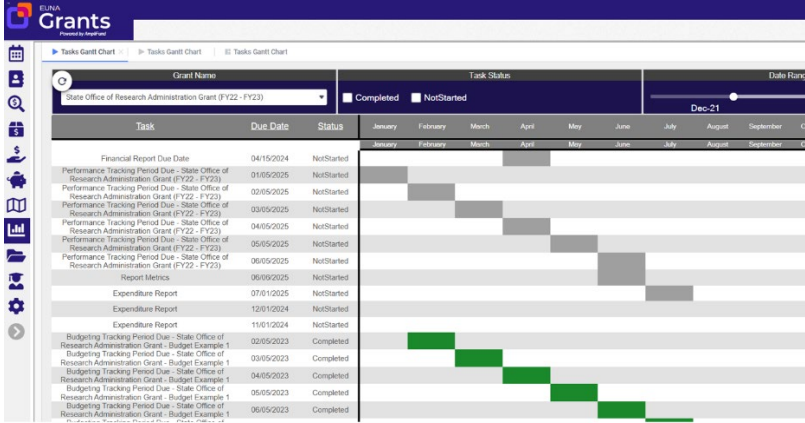 EUNA
Grants
Powered by AmpliFund
Tasks Gantt Chart
Tasks Gantt Chart
Tasks Gantt Chart
Grant Name
Task Status
Date Rang
State Office of Research Administration Grant (FY22 - FY23)
Completed
NotStarted
Dec-21
Task Due Date Status January February March April May June July August September
January February March April May June July August September
Financial Report Due Date 04/15/2024 NotStarted
Performance Tracking Period Due - State Office of
Research Administration Grant (FY22 - FY23) 01/05/2025 NotStarted
Performance Tracking Period Due - State Office of
Research Administration Grant (FY22 - FY23) 02/05/2025 NotStarted
Performance Tracking Period Due - State Office of
Research Administration Grant (FY22 - FY23) 03/05/2025 NotStarted
Performance Tracking Period Due - State Office of
Research Administration Grant (FY22 - FY23) 04/05/2025 NotStarted
Performance Tracking Period Due - State Office of
Research Administration Grant (FY22 - FY23) 05/05/2025 NotStarted
Performance Tracking Period Due - State Office of
Research Administration Grant (FY22 - FY23) 06/05/2025 NotStarted
Report Metrics 06/06/2025 NotStarted
Expenditure Report 07/01/2025 NotStarted
Expenditure Report 12/01/2024 NotStarted
Expenditure Report 11/01/2024 NotStarted
Budgeting Tracking Period Due - State Office of
Research Administration Grant - Budget Example 1 02/05/2023 Completed
Budgeting Tracking Period Due - State Office of
Research Administration Grant - Budget Example 1 03/05/2023 Completed
Budgeting Tracking Period Due - State Office of
Research Administration Grant - Budget Example 1 04/05/2023 Completed
Budgeting Tracking Period Due - State Office of
Research Administration Grant - Budget Example 1 05/05/2023 Completed
Budgeting Tracking Period Due - State Office of
Research Administration Grant - Budget Example 1 06/05/2023 Completed